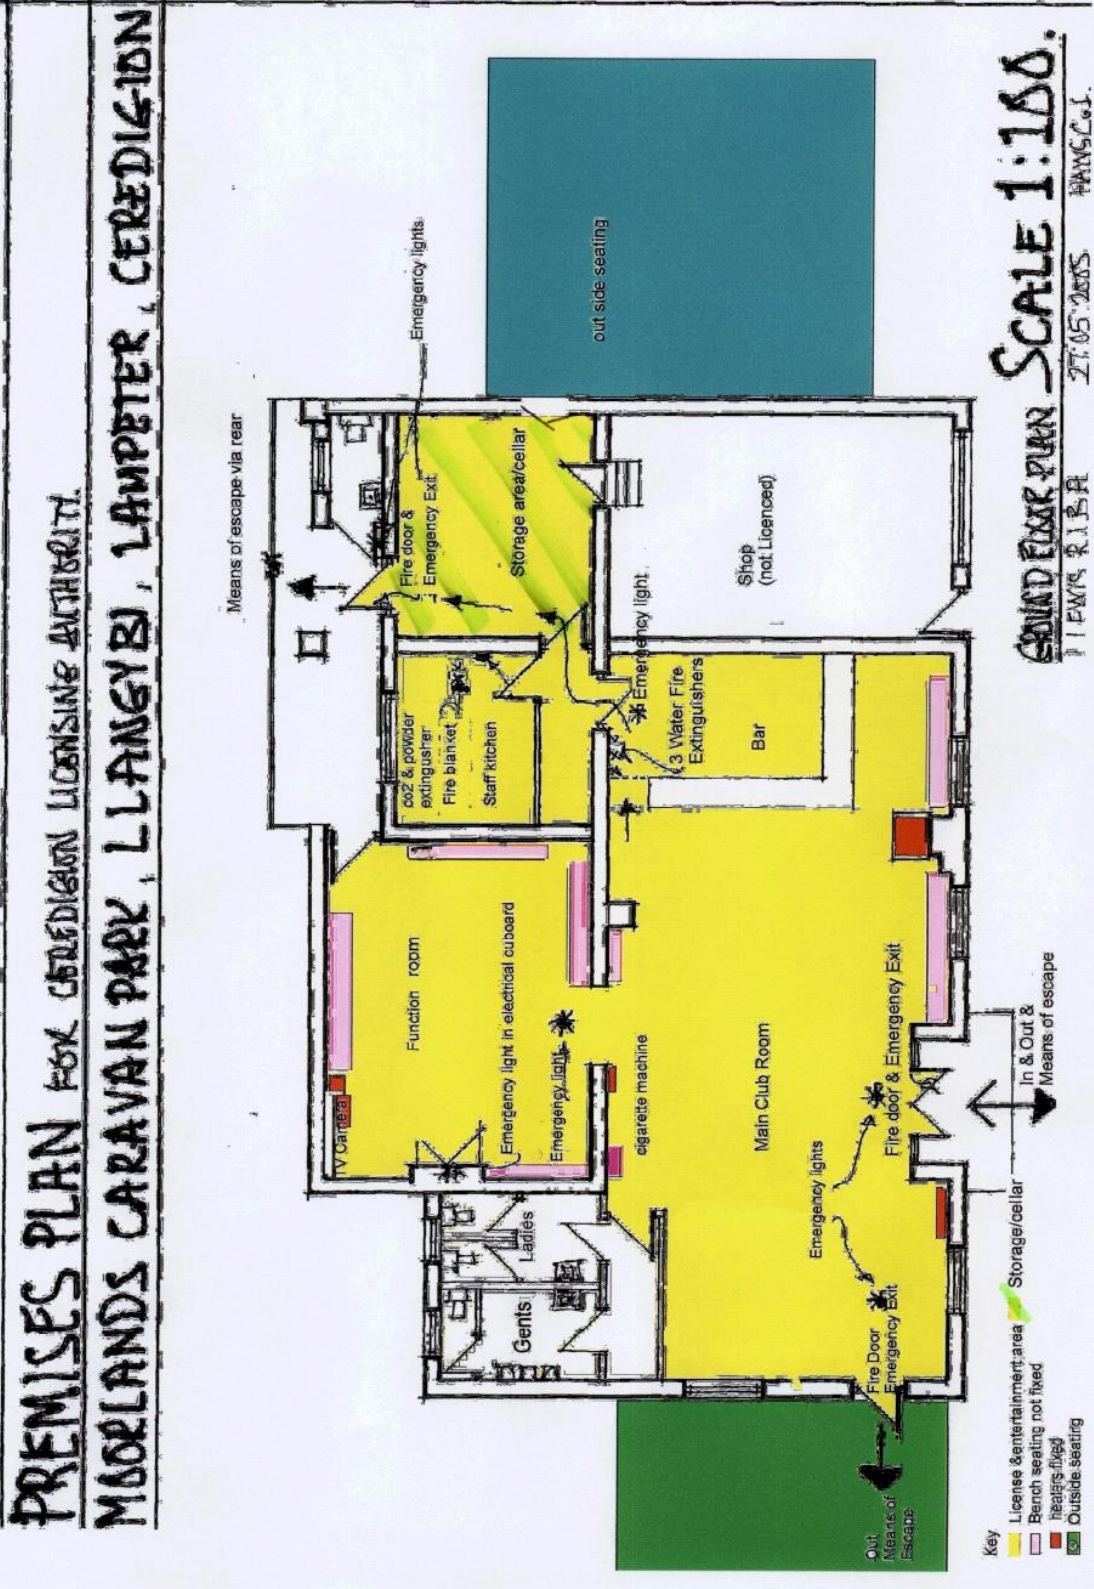 PREMISES PLAN FOR CEREDIGION LICENSING AUTHORITY.
MOORLANDS CARAVAN PARK, LLANGYBI, LAMPETER, CEREDIGION
Means of escape via rear
Emergency lights
Fire door &
Emergency Exit
Storage area/cellar
out side seating
co2 & powder
extingusher
Fire blanket
Staff kitchen
Emergency light
3 Water Fire
Extinguishers
Bar
Shop
(not Licenced)
TV Camera
Function room
Emergency light in electrical cuboard
Emergency light
Ladies
Gents
cigarette machine
Main Club Room
Emergency lights
Fire door & Emergency Exit
Fire Door
Emergency Exit
In & Out &
Means of escape
Out
Means of
Escape
Key
License & entertainment area
Storage/cellar
Bench seating not fixed
heaters fixed
Outside seating
GROUND FLOOR PLAN SCALE 1:100.
R I B A 27.05.2005